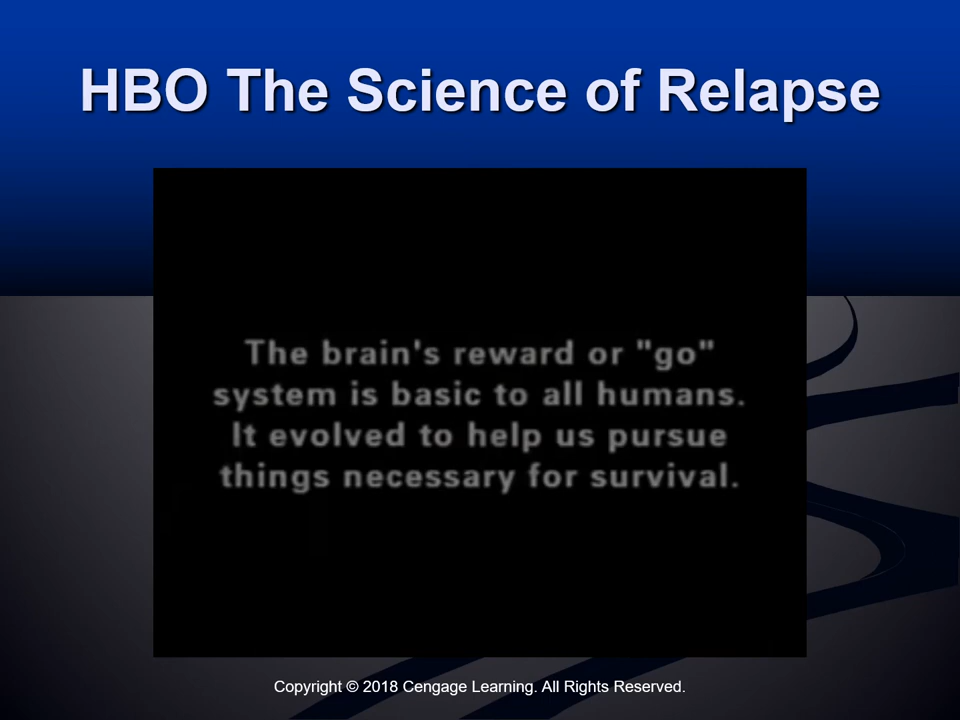 HBO The Science of Relapse
The brain's reward or "go"
system is basic to all humans.
It evolved to help us pursue
things necessary for survival.
Copyright © 2018 Cengage Learning. All Rights Reserved.